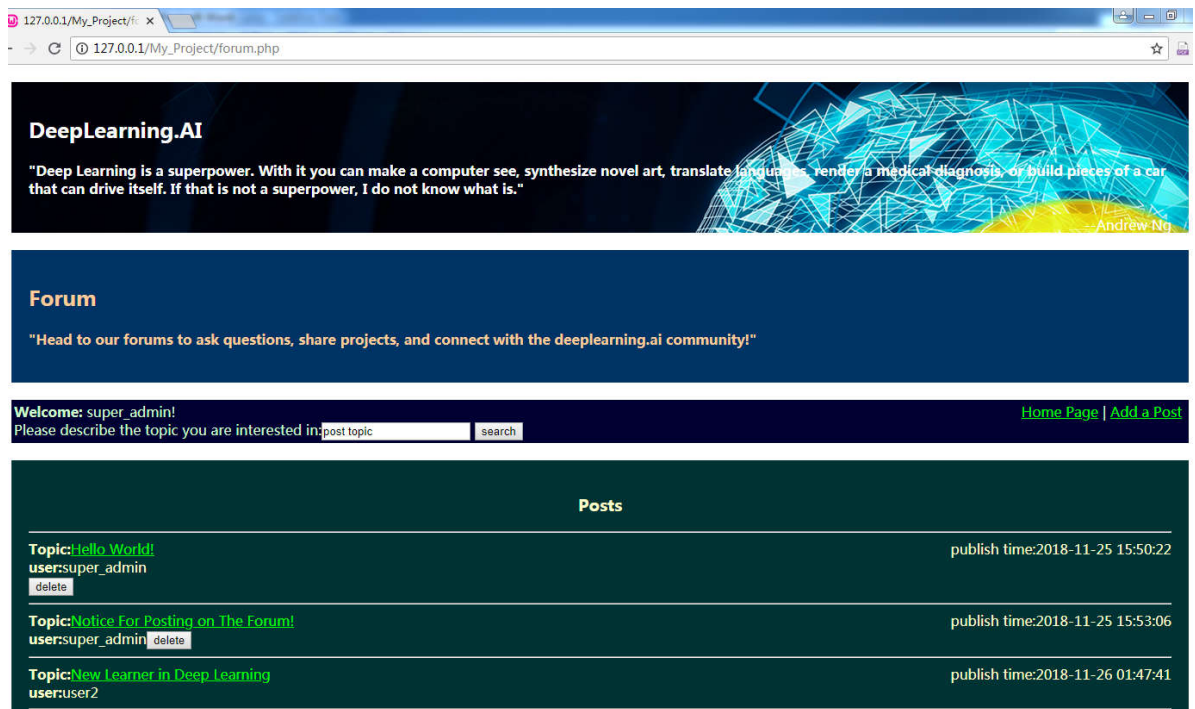 127.0.0.1/My_Project/fo
127.0.0.1/My_Project/forum.php
DeepLearning.AI
"Deep Learning is a superpower. With it you can make a computer see, synthesize novel art, translate languages, render a medical diagnosis, or build pieces of a car
that can drive itself. If that is not a superpower, I do not know what is."
--Andrew Ng
Forum
"Head to our forums to ask questions, share projects, and connect with the deeplearning.ai community!"
Welcome: super_admin! Home Page | Add a Post
Please describe the topic you are interested in:post topic search
Posts
Topic:Hello World! publish time:2018-11-25 15:50:22
user:super_admin
delete
Topic:Notice For Posting on The Forum! publish time:2018-11-25 15:53:06
user:super_admin delete
Topic:New Learner in Deep Learning publish time:2018-11-26 01:47:41
user:user2